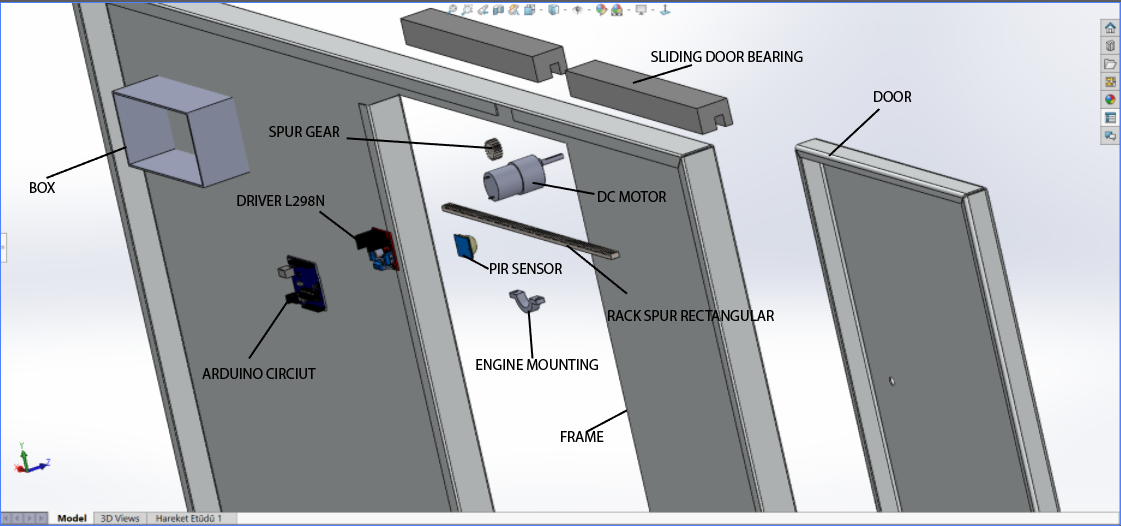 SLIDING DOOR BEARING
DOOR
SPUR GEAR
BOX
DC MOTOR
DRIVER L298N
PIR SENSOR
RACK SPUR RECTANGULAR
ENGINE MOUNTING
ARDUINO CIRCIUT
FRAME
Y
X
Z
Model
3D Views
Hareket Etüdü 1